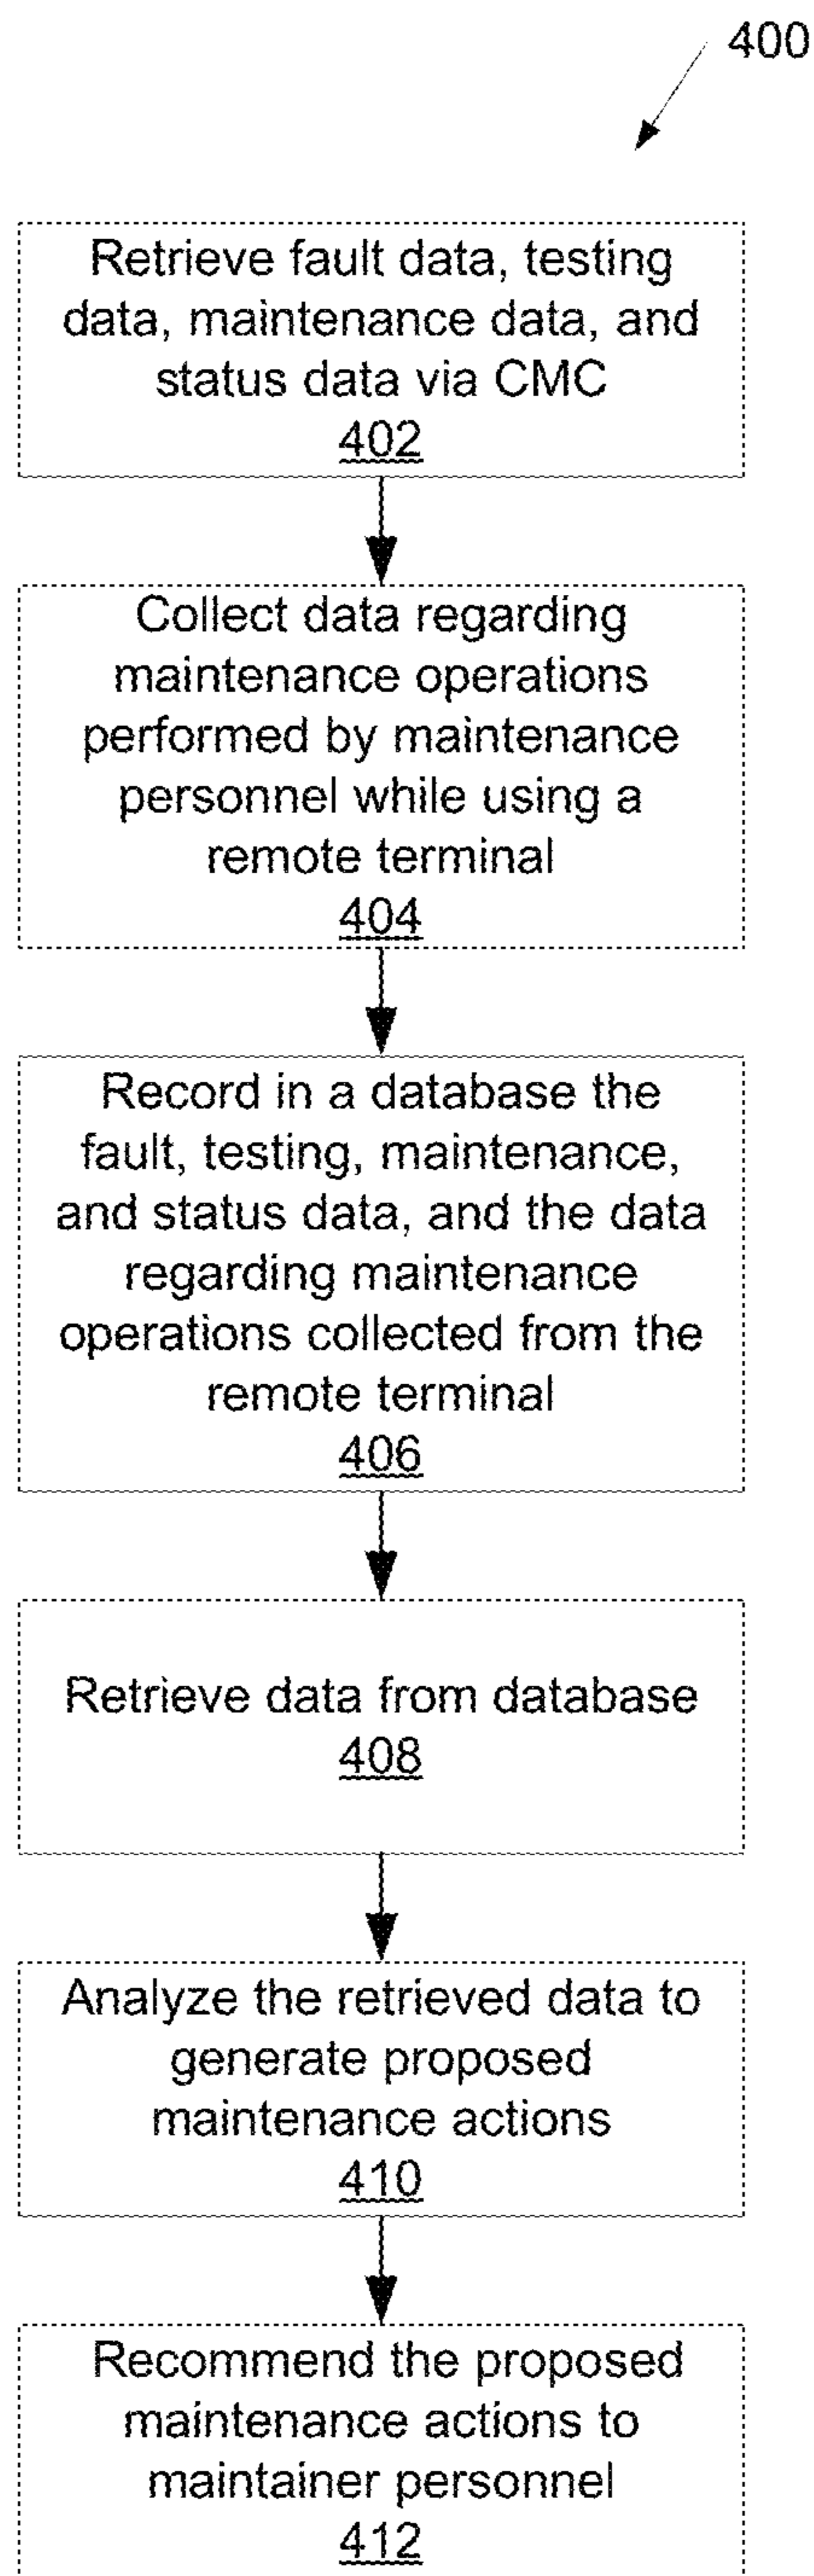 400
Retrieve fault data, testing
data, maintenance data, and
status data via CMC
402
Collect data regarding
maintenance operations
performed by maintenance
personnel while using a
remote terminal
404
Record in a database the
fault, testing, maintenance,
and status data, and the data
regarding maintenance
operations collected from the
remote terminal
406
Retrieve data from database
408
Analyze the retrieved data to
generate proposed
maintenance actions
410
Recommend the proposed
maintenance actions to
maintainer personnel
412